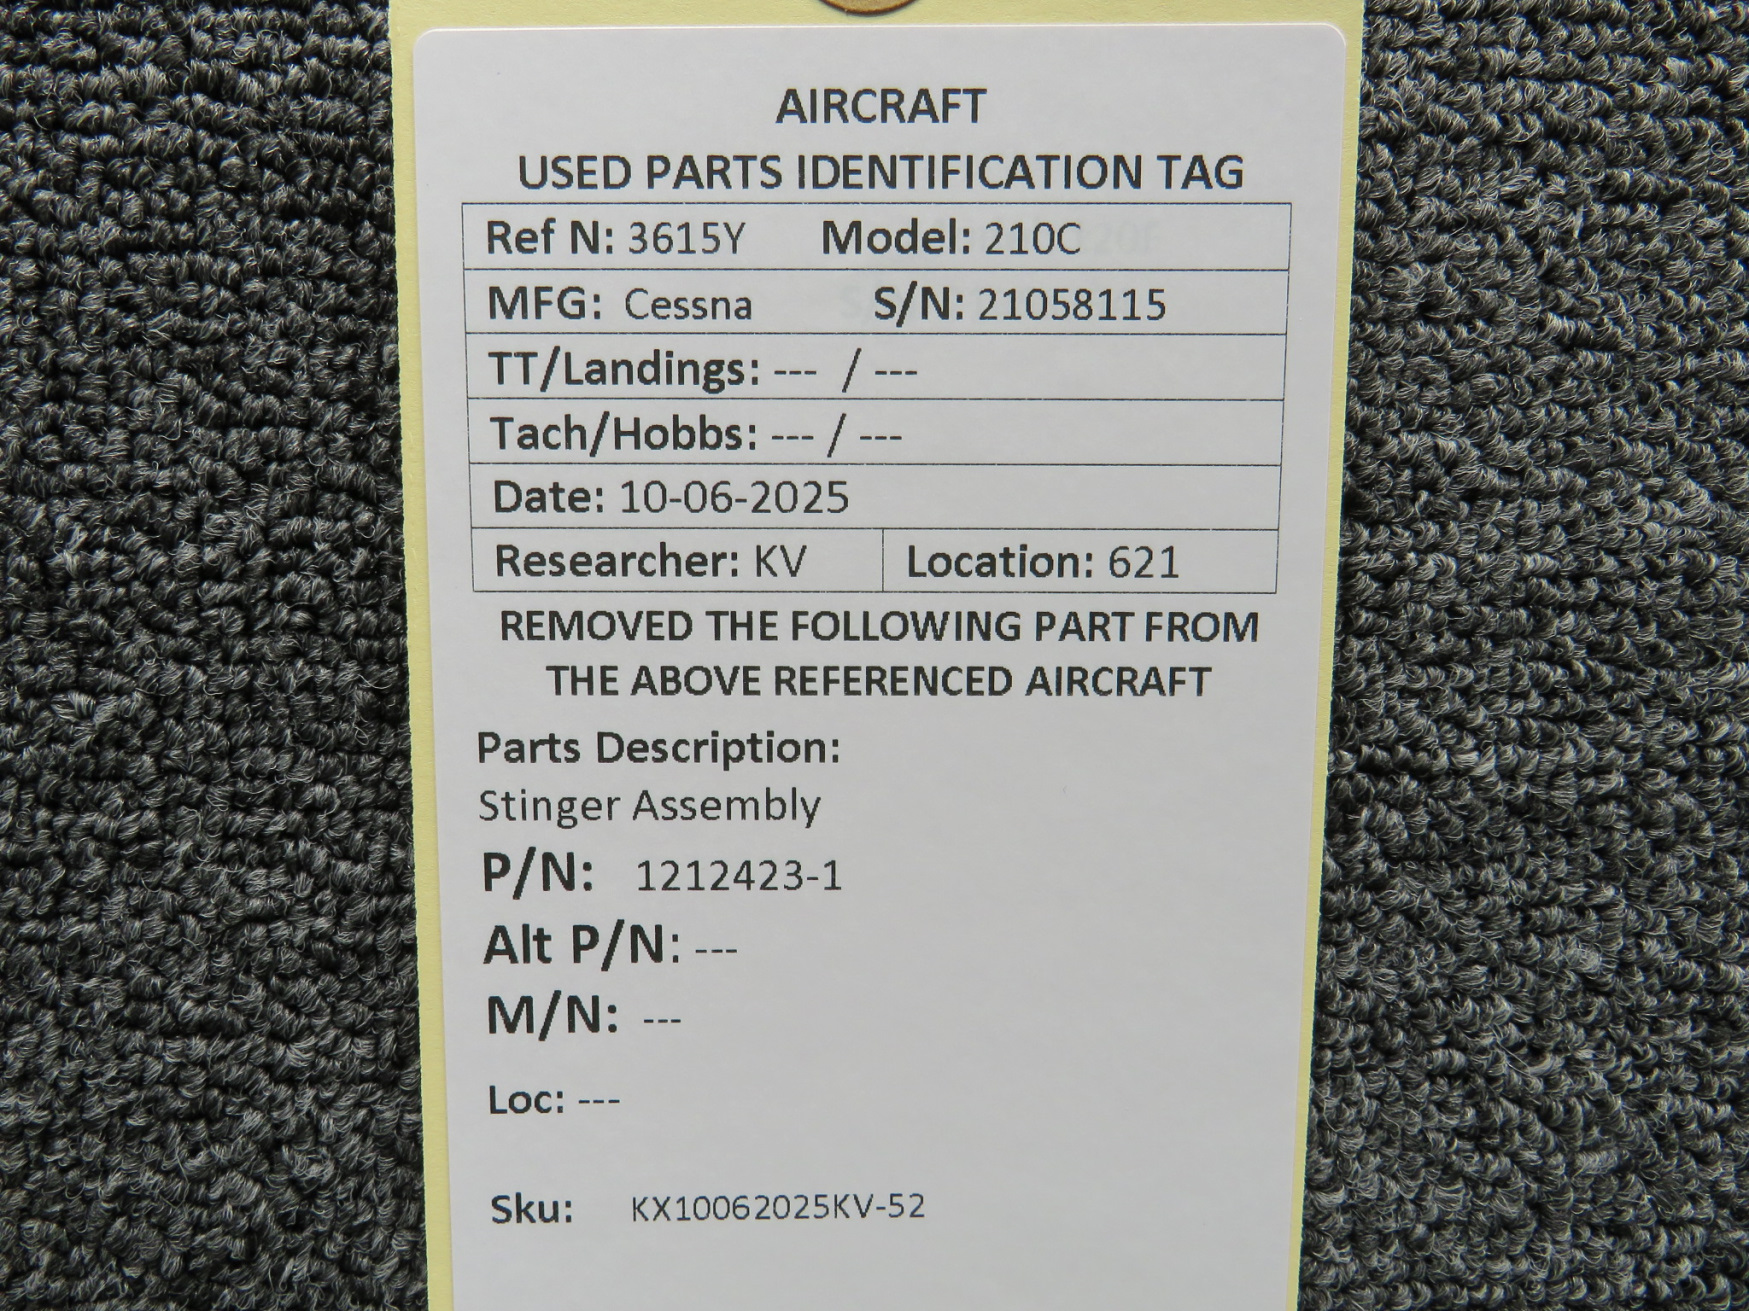 AIRCRAFT
USED PARTS IDENTIFICATION TAG
Ref N: 3615Y Model: 210C
MFG: Cessna S/N: 21058115
TT/Landings: --- / ---
Tach/Hobbs: --- / ---
Date: 10-06-2025
Researcher: KV Location: 621
REMOVED THE FOLLOWING PART FROM
THE ABOVE REFERENCED AIRCRAFT
Parts Description:
Stinger Assembly
P/N: 1212423-1
Alt P/N: ---
M/N: ---
Loc: ---
Sku: KX10062025KV-52